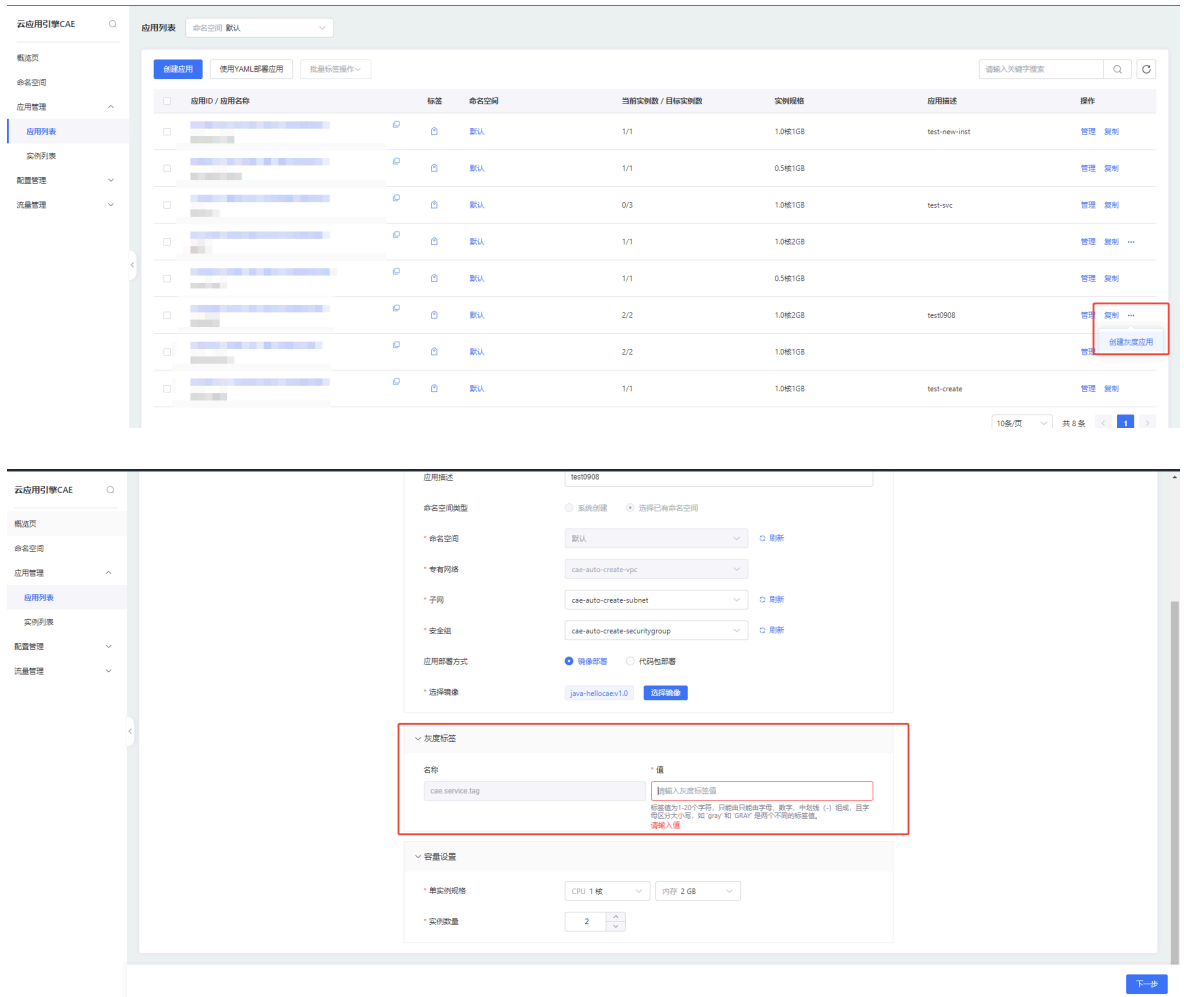 云应用引擎CAE
应用列表 命名空间 默认
概览页
命名空间
应用管理
应用列表
实例列表
配置管理
流量管理
创建应用 使用YAML部署应用 批量标签操作 请输入关键字搜索
应用ID / 应用名称 标签 命名空间 当前实例数 / 目标实例数 实例规格 应用描述 操作
默认 1/1 1.0核1GB test-new-inst 管理 复制
默认 1/1 0.5核1GB 管理 复制
默认 0/3 1.0核1GB test-svc 管理 复制
默认 1/1 1.0核2GB 管理 复制 ...
默认 1/1 0.5核1GB 管理 复制
默认 2/2 1.0核2GB test0908 管理 复制 ...
创建灰度应用
默认 2/2 1.0核1GB
默认 1/1 1.0核1GB test-create 管理 复制
10条/页 共 8 条 1
云应用引擎CAE
概览页
命名空间
应用管理
应用列表
实例列表
配置管理
流量管理
应用描述 test0908
命名空间类型 系统创建 选择已有命名空间
* 命名空间 默认 刷新
* 专有网络 cae-auto-create-vpc
* 子网 cae-auto-create-subnet 刷新
* 安全组 cae-auto-create-securitygroup 刷新
应用部署方式 镜像部署 代码包部署
* 选择镜像 java-hellocae:v1.0 选择镜像
灰度标签
名称 * 值
cae.service.tag 请输入灰度标签值
标签值为1-20个字符，只能由只能由字母、数字、中划线（-）组成，且字
母区分大小写，如 'gray' 和 'GRAY' 是两个不同的标签值。
请输入值
容量设置
* 单实例规格 CPU 1 核 内存 2 GB
* 实例数量 2
下一步